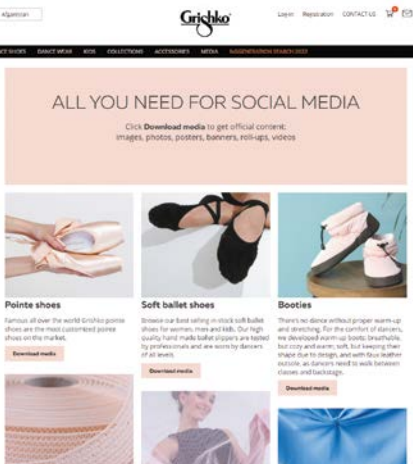 Grishko
Log in Registration CONTACT US
DANCE WEAR KIDS COLLECTIONS ACCESSORIES MEDIA
ALL YOU NEED FOR SOCIAL MEDIA
Click Download media to get official content:
images, photos, posters, banners, roll-ups, videos
Pointe shoes
Famous all over the world Grishko pointe
shoes are the most customized pointe
shoes on the market.
Download media
Soft ballet shoes
Browse our best selling in-stock soft ballet
shoes for women, men and kids. Our high
quality hand made ballet slippers are tested
by professionals and are worn by dancers
of all levels.
Download media
Booties
There's no dance without proper warm-up
and stretching. For the comfort of dancers,
we developed warm-up boots: breathable,
but cozy and warm; soft, but keeping their
shape due to design, and with faux leather
outsole, as dancers need to walk between
classes and backstage.
Download media